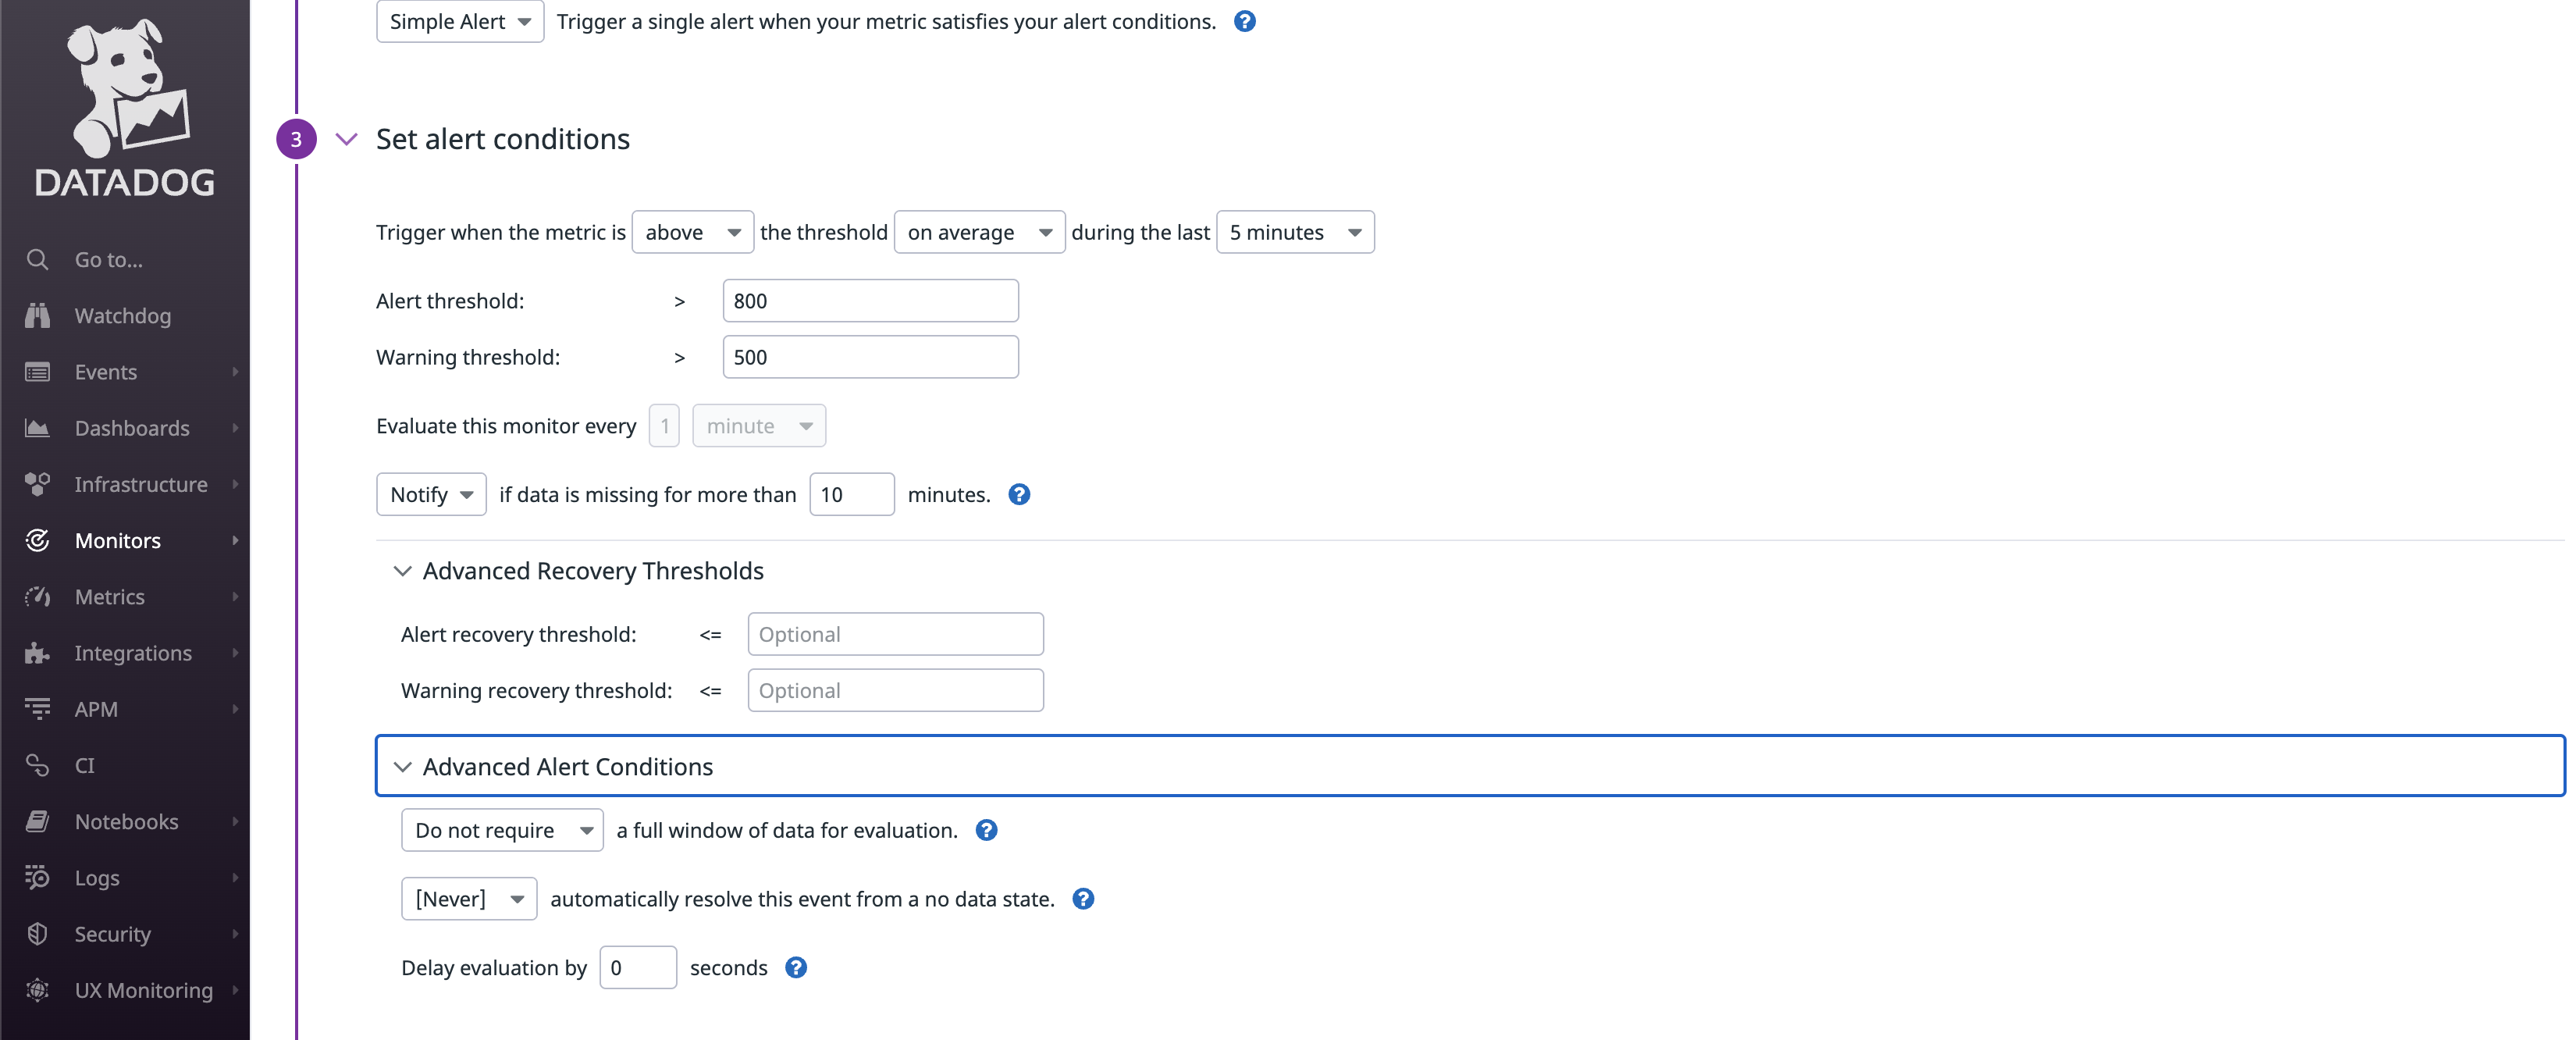 Simple Alert Trigger a single alert when your metric satisfies your alert conditions. ?
DATADOG
Go to...
Watchdog
Events
Dashboards
Infrastructure
Monitors
Metrics
Integrations
APM
CI
Notebooks
Logs
Security
UX Monitoring
3 Set alert conditions
Trigger when the metric is above the threshold on average during the last 5 minutes
Alert threshold: > 800
Warning threshold: > 500
Evaluate this monitor every 1 minute
Notify if data is missing for more than 10 minutes. ?
Advanced Recovery Thresholds
Alert recovery threshold: <= Optional
Warning recovery threshold: <= Optional
Advanced Alert Conditions
Do not require a full window of data for evaluation. ?
[Never] automatically resolve this event from a no data state. ?
Delay evaluation by 0 seconds ?